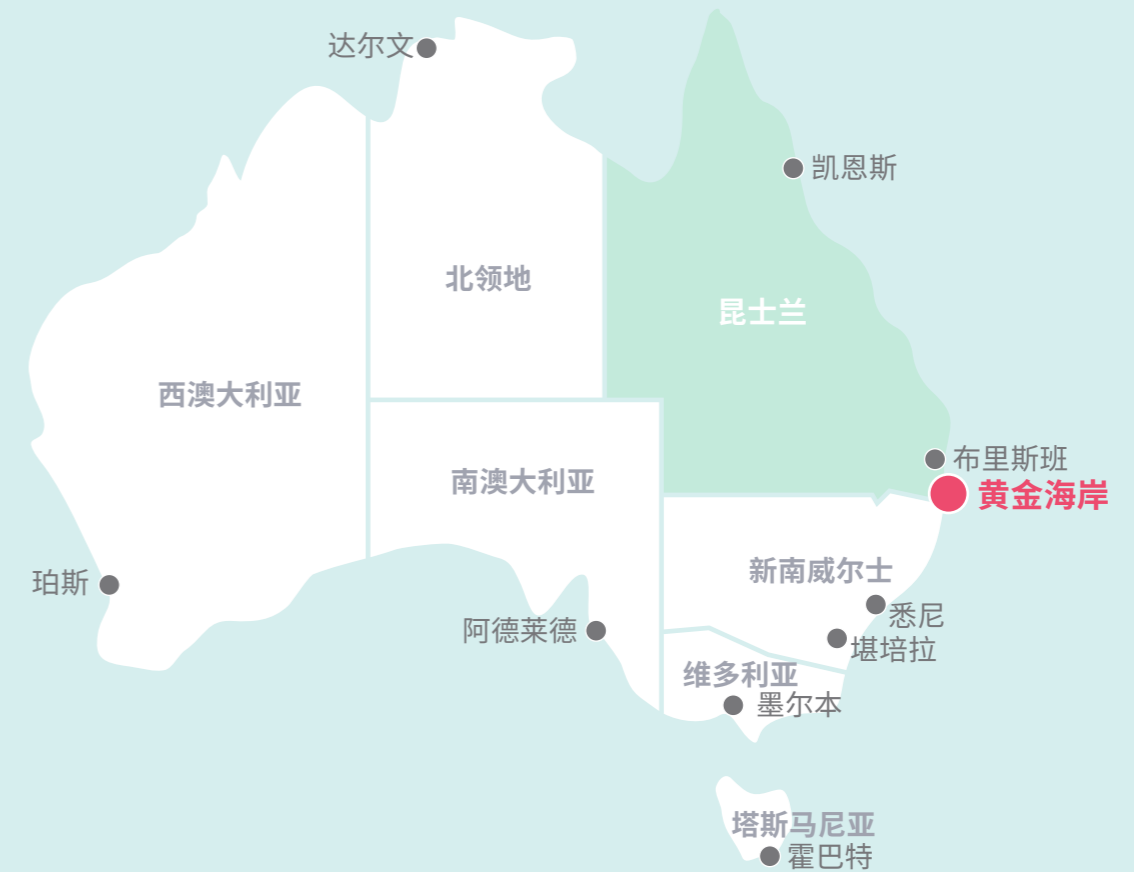 达尔文
凯恩斯
北领地
昆士兰
西澳大利亚
布里斯班
南澳大利亚
黄金海岸
新南威尔士
珀斯
悉尼
阿德莱德
堪培拉
维多利亚
墨尔本
塔斯马尼亚
霍巴特